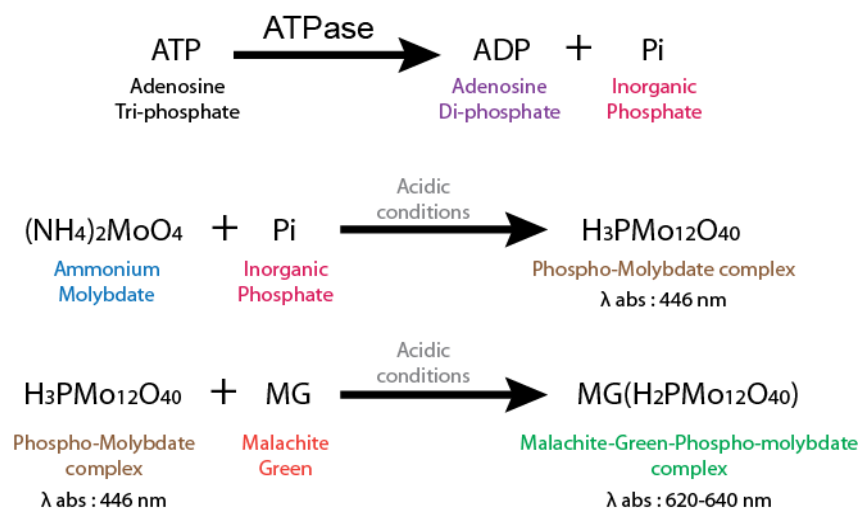 ATP ATPase ADP + Pi
Adenosine Adenosine Inorganic
Tri-phosphate Di-phosphate Phosphate
Acidic
conditions
(NH4)2MoO4 + Pi H3PMo12O40
Ammonium Inorganic Phospho-Molybdate complex
Molybdate Phosphate λ abs : 446 nm
Acidic
conditions
H3PMo12O40 + MG MG(H2PMo12O40)
Phospho-Molybdate Malachite Malachite-Green-Phospho-molybdate
complex Green complex
λ abs : 446 nm λ abs : 620-640 nm